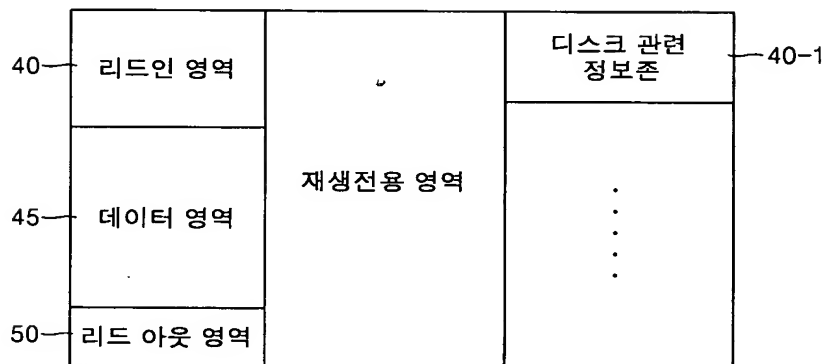 40
리드인 영역
디스크 관련
정보존
40-1
재생전용 영역
45
데이터 영역
50
리드 아웃 영역